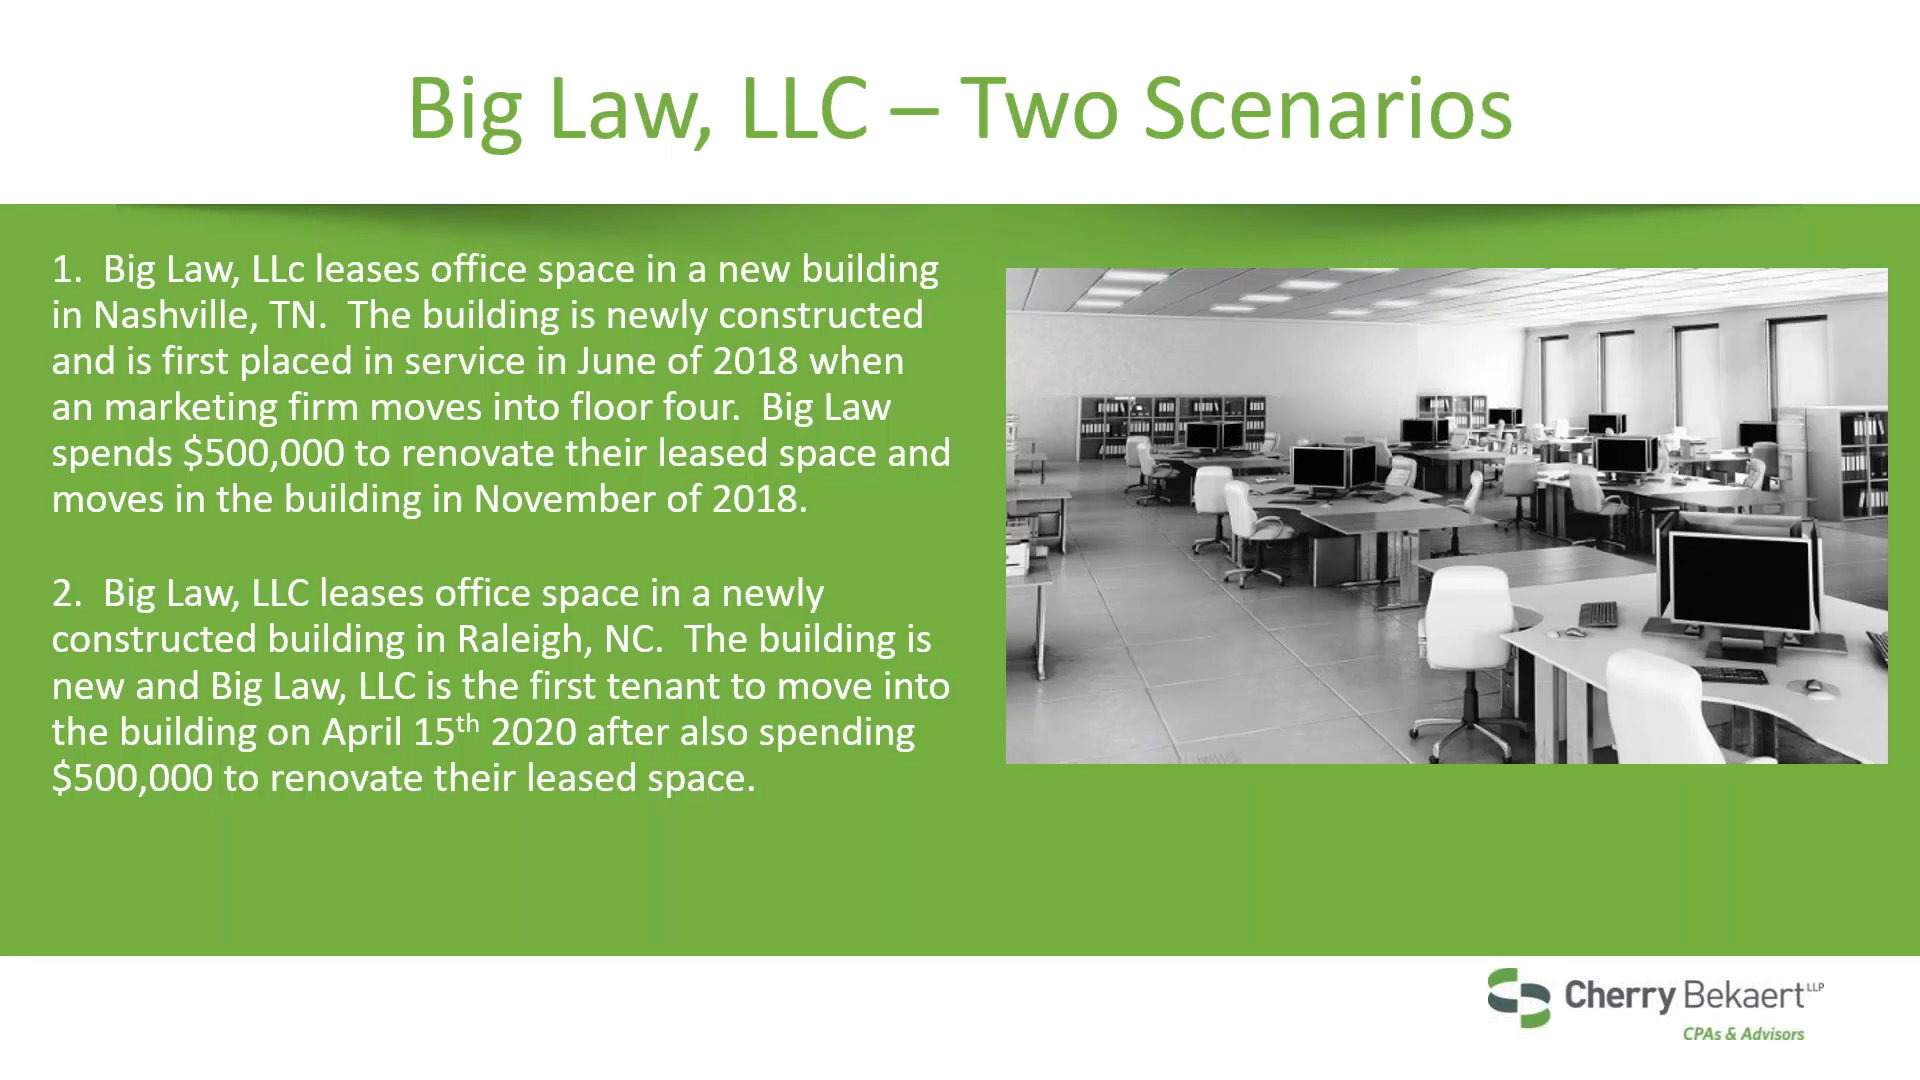 Big Law, LLC – Two Scenarios
1.  Big Law, LLc leases office space in a new building
in Nashville, TN.  The building is newly constructed
and is first placed in service in June of 2018 when
an marketing firm moves into floor four.  Big Law
spends $500,000 to renovate their leased space and
moves in the building in November of 2018.
2.  Big Law, LLC leases office space in a newly
constructed building in Raleigh, NC.  The building is
new and Big Law, LLC is the first tenant to move into
the building on April 15th 2020 after also spending
$500,000 to renovate their leased space.
Cherry Bekaert LLP
CPAs & Advisors